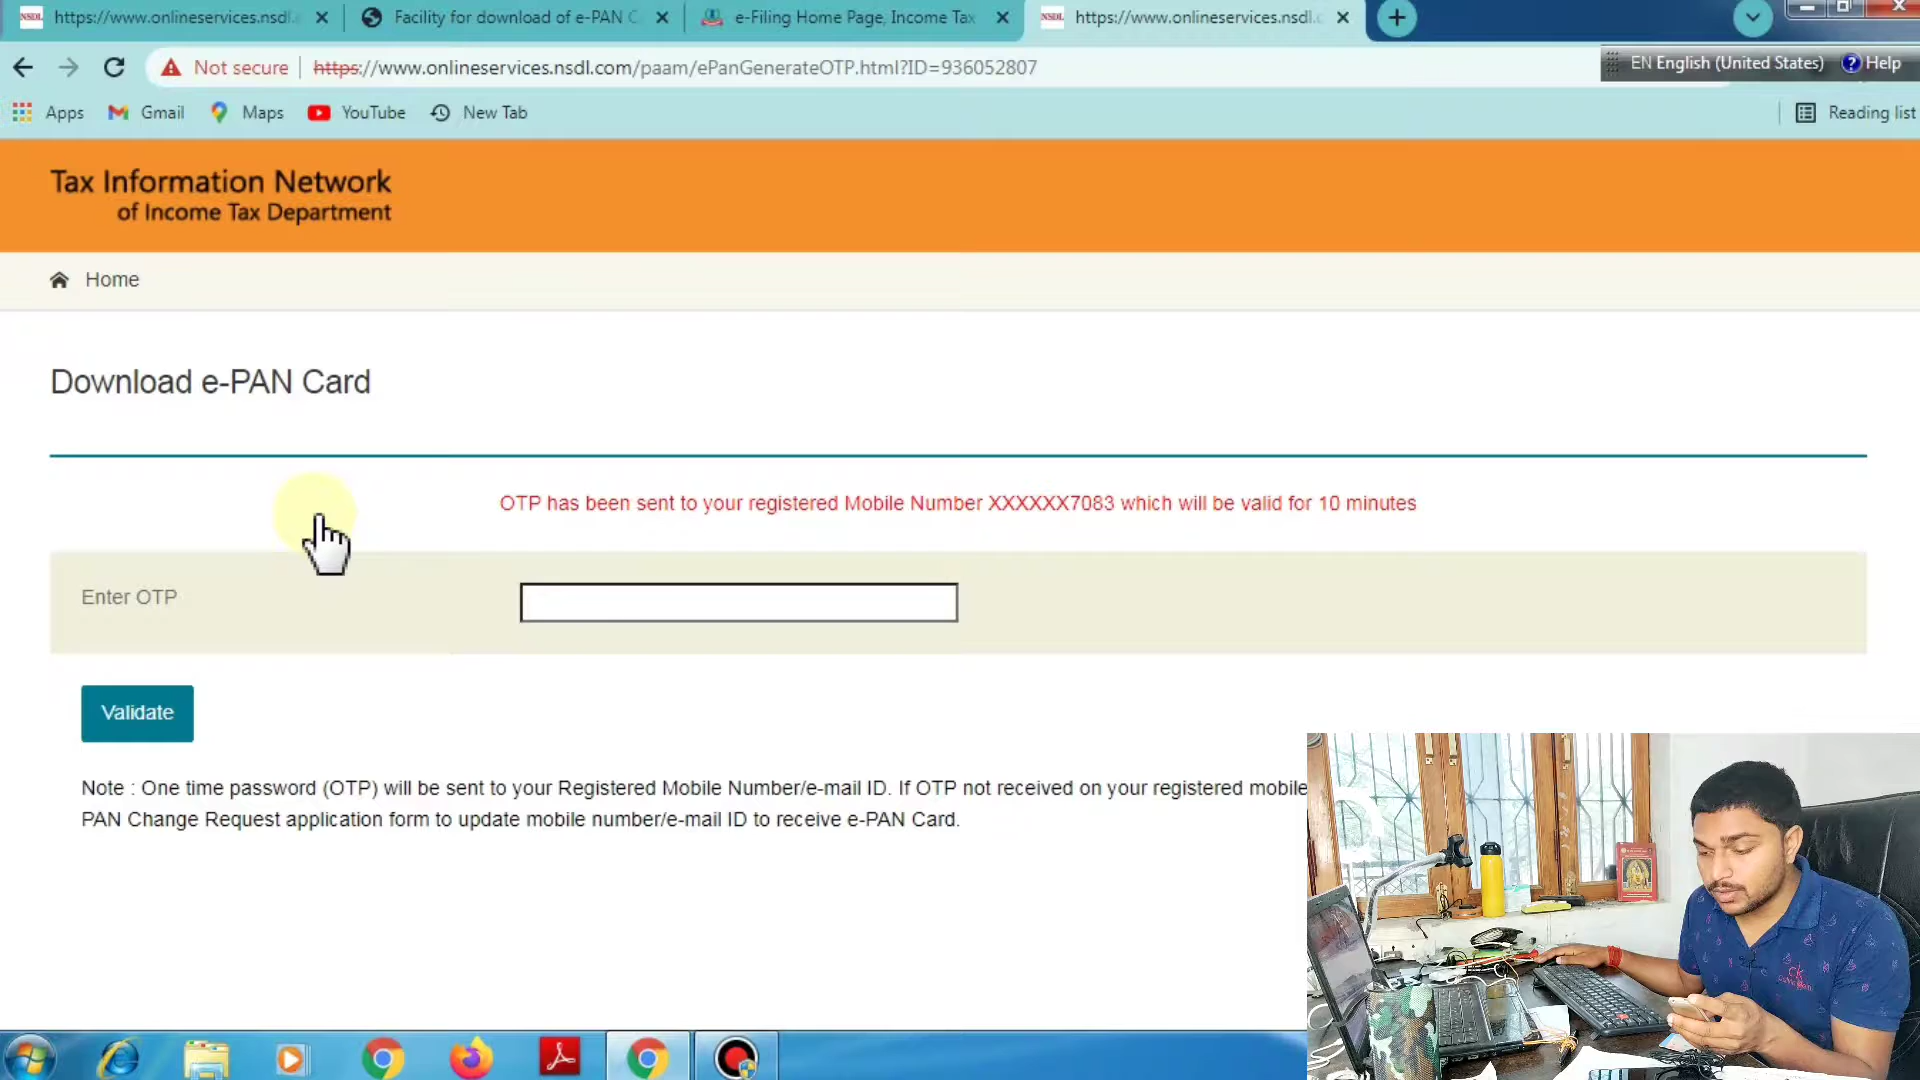 NSDL https://www.onlineservices.nsdl. Facility for download of e-PAN C e-Filing Home Page, Income Tax NSDL https://www.onlineservices.nsdl.c
Not secure https://www.onlineservices.nsdl.com/paam/ePanGenerateOTP.html?ID=936052807
EN English (United States) Help
Apps Gmail Maps YouTube New Tab Reading list
Tax Information Network
of Income Tax Department
Home
Download e-PAN Card
OTP has been sent to your registered Mobile Number XXXXXX7083 which will be valid for 10 minutes
Enter OTP
Validate
Note : One time password (OTP) will be sent to your Registered Mobile Number/e-mail ID. If OTP not received on your registered mobile
PAN Change Request application form to update mobile number/e-mail ID to receive e-PAN Card.
CK